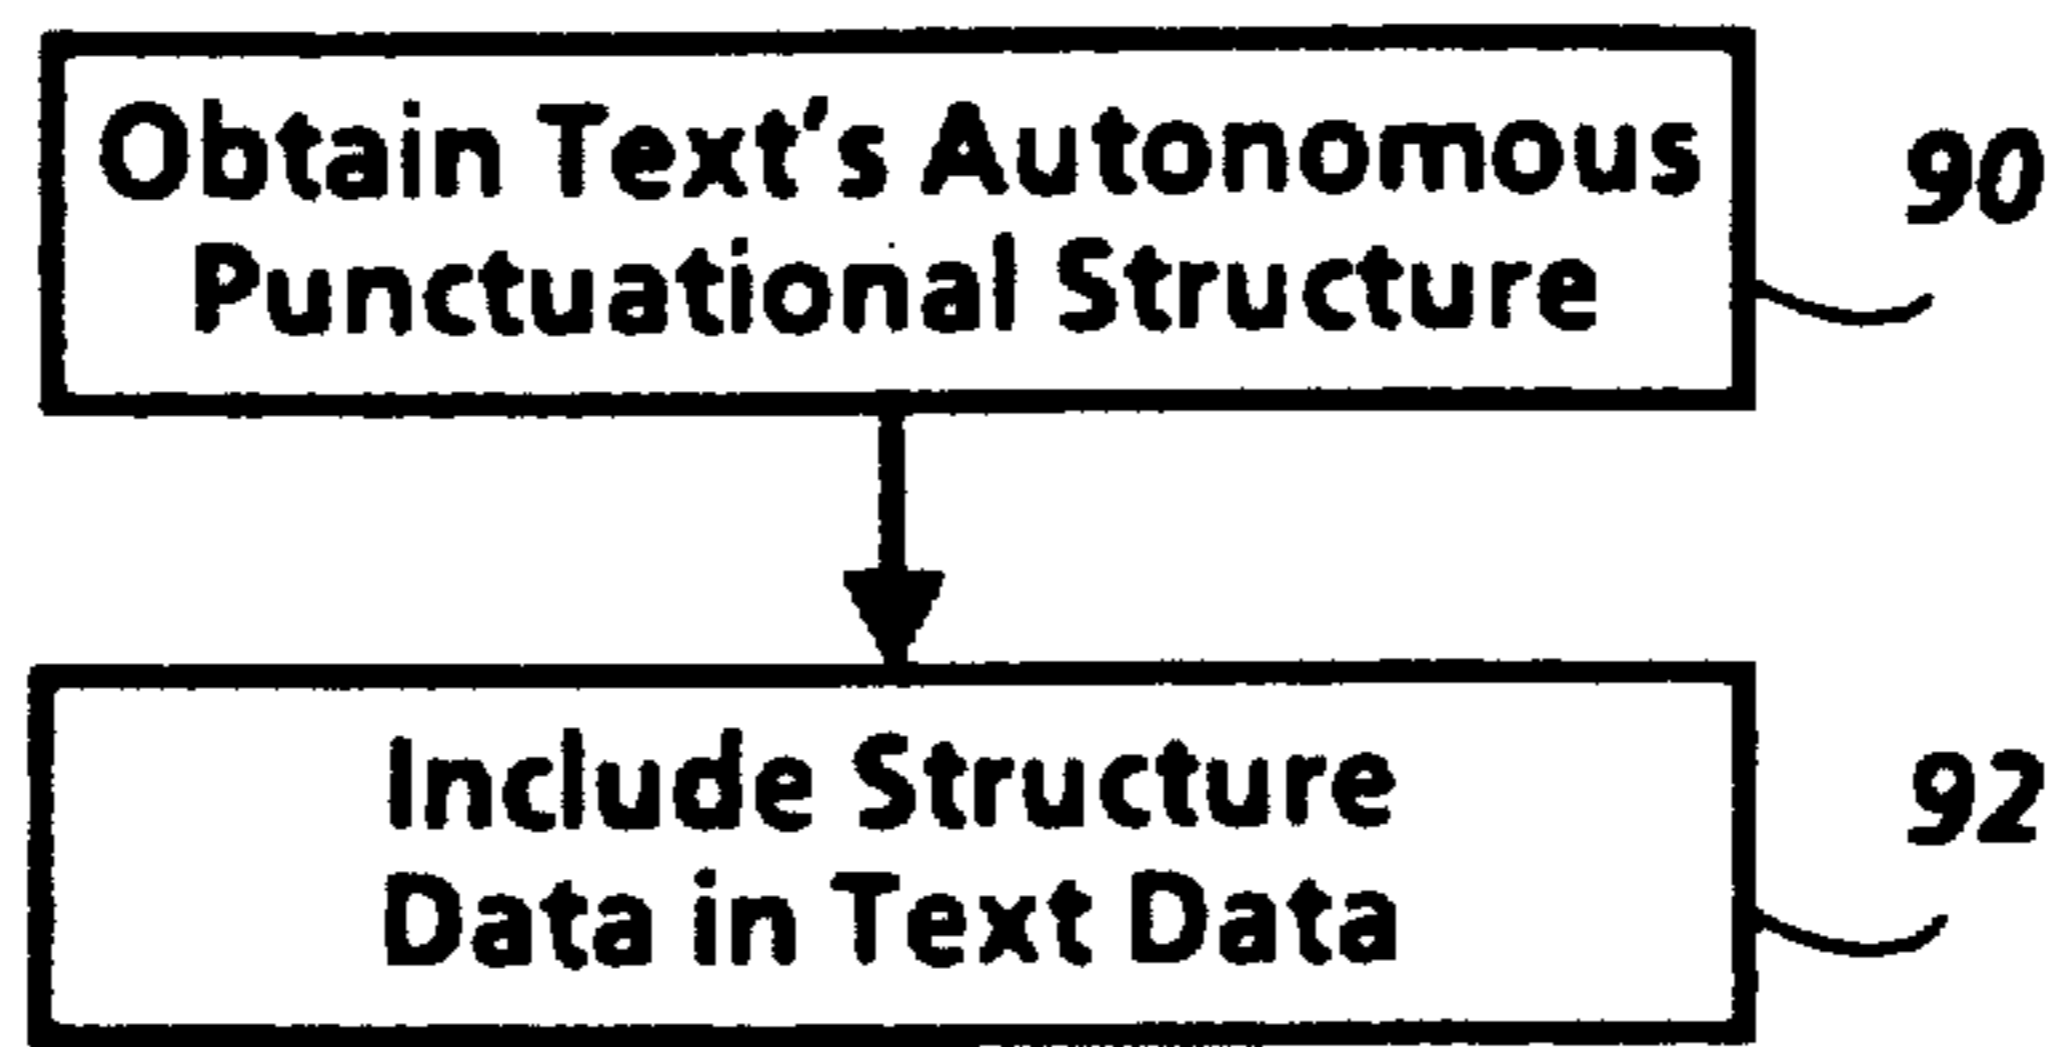 Obtain Text's Autonomous
Punctuational Structure
90
Include Structure
Data in Text Data
92